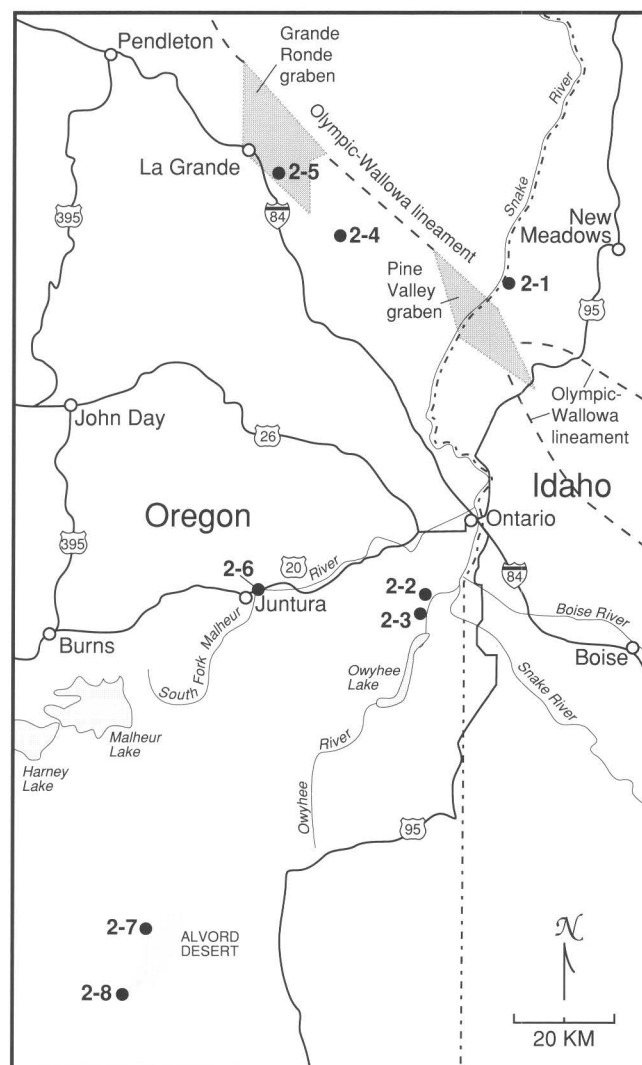 Pendleton
Grande
Ronde
graben
Olympic-Wallowa lineament
River
Snake
La Grande
2-5
84
395
2-4
New
Meadows
2-1
Pine
Valley
graben
95
Olympic-
Wallowa
lineament
John Day
26
Idaho
Oregon
Ontario
395
2-6
20
River
84
Juntura
2-2
2-3
Boise River
Burns
South Fork Malheur
Boise
Owyhee
Lake
Snake River
Malheur
Lake
Harney
Lake
River
Owyhee
95
2-7
ALVORD
DESERT
N
2-8
20 KM